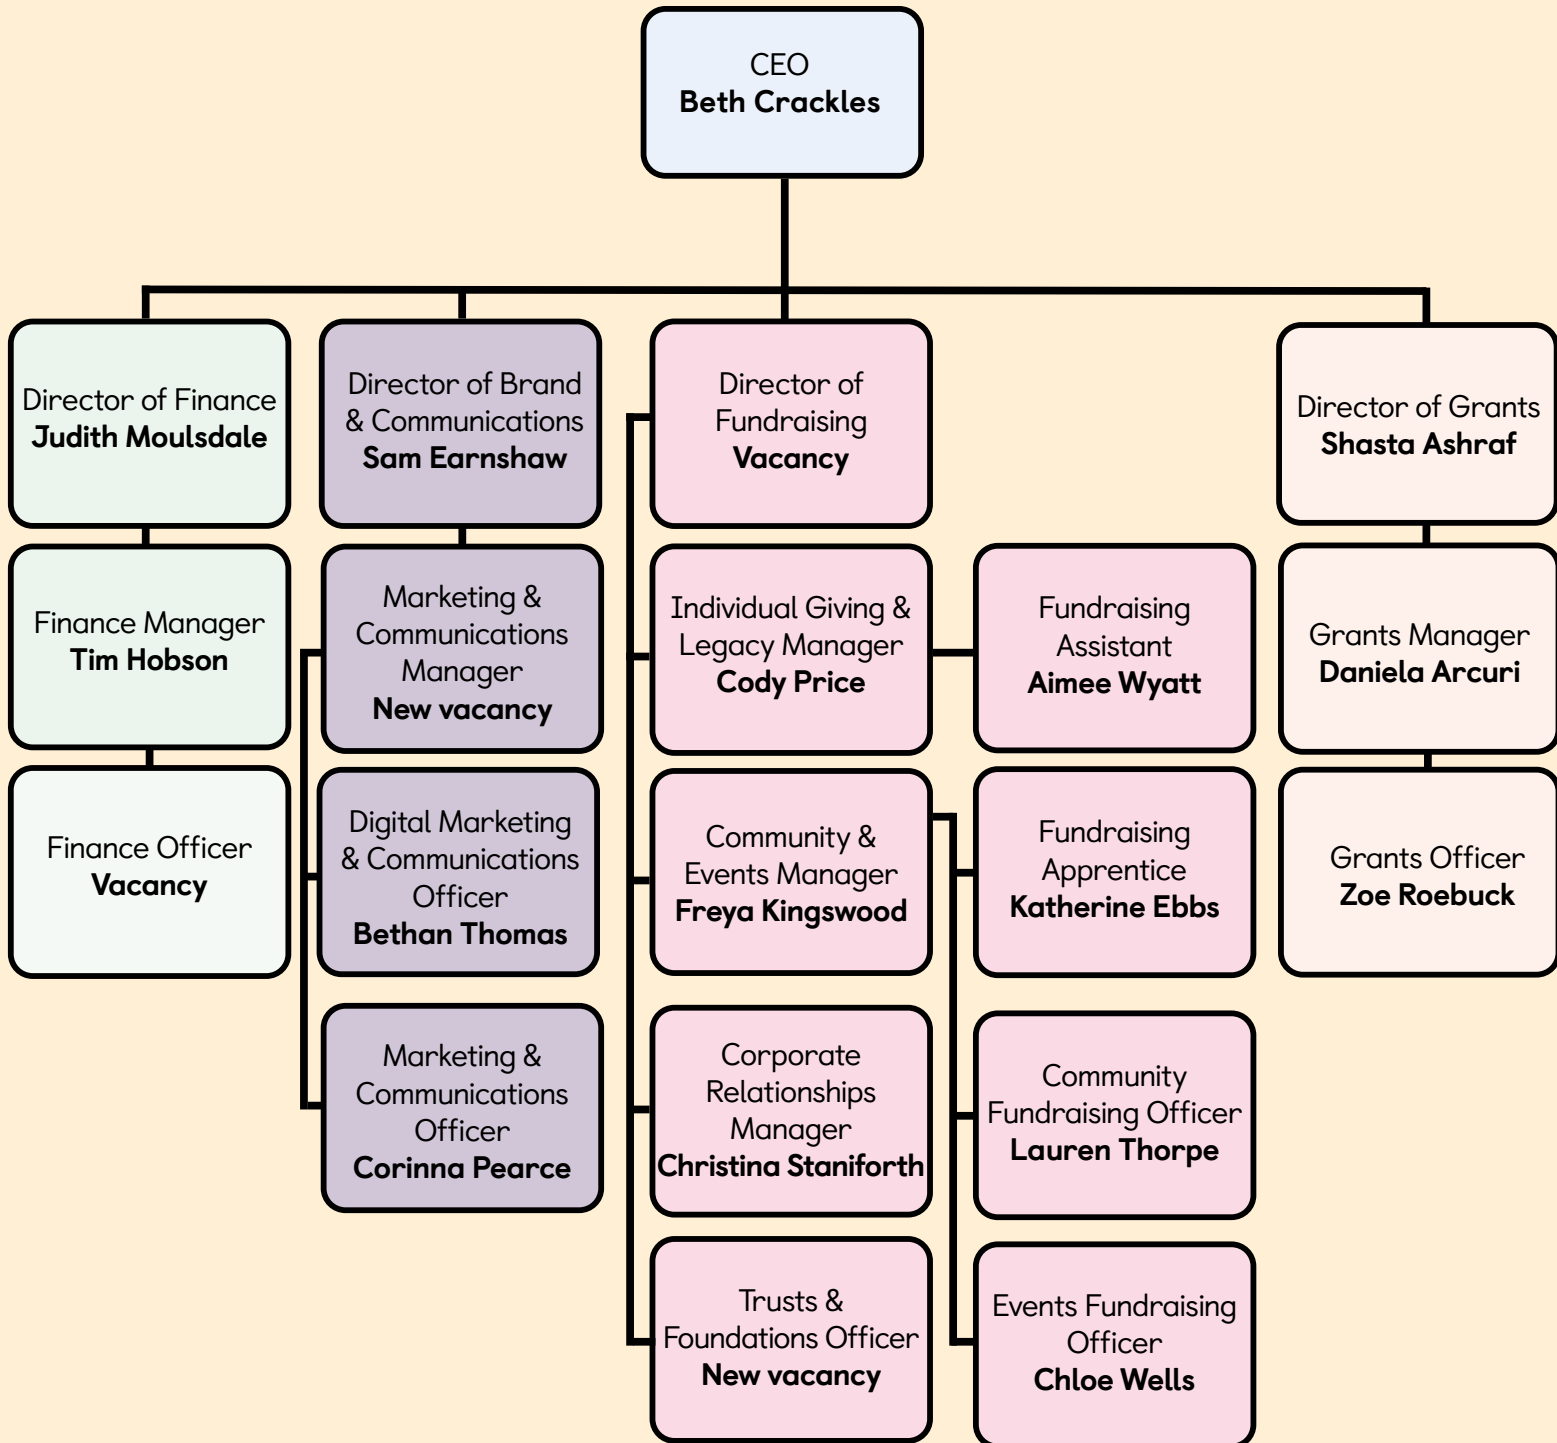 CEO
Beth Crackles
Director of Finance
Judith Moulsdale
Director of Brand
& Communications
Sam Earnshaw
Director of
Fundraising
Vacancy
Director of Grants
Shasta Ashraf
Finance Manager
Tim Hobson
Marketing &
Communications
Manager
New vacancy
Individual Giving &
Legacy Manager
Cody Price
Fundraising
Assistant
Aimee Wyatt
Grants Manager
Daniela Arcuri
Finance Officer
Vacancy
Digital Marketing
& Communications
Officer
Bethan Thomas
Community &
Events Manager
Freya Kingswood
Fundraising
Apprentice
Katherine Ebbs
Grants Officer
Zoe Roebuck
Marketing &
Communications
Officer
Corinna Pearce
Corporate
Relationships
Manager
Christina Staniforth
Community
Fundraising Officer
Lauren Thorpe
Trusts &
Foundations Officer
New vacancy
Events Fundraising
Officer
Chloe Wells